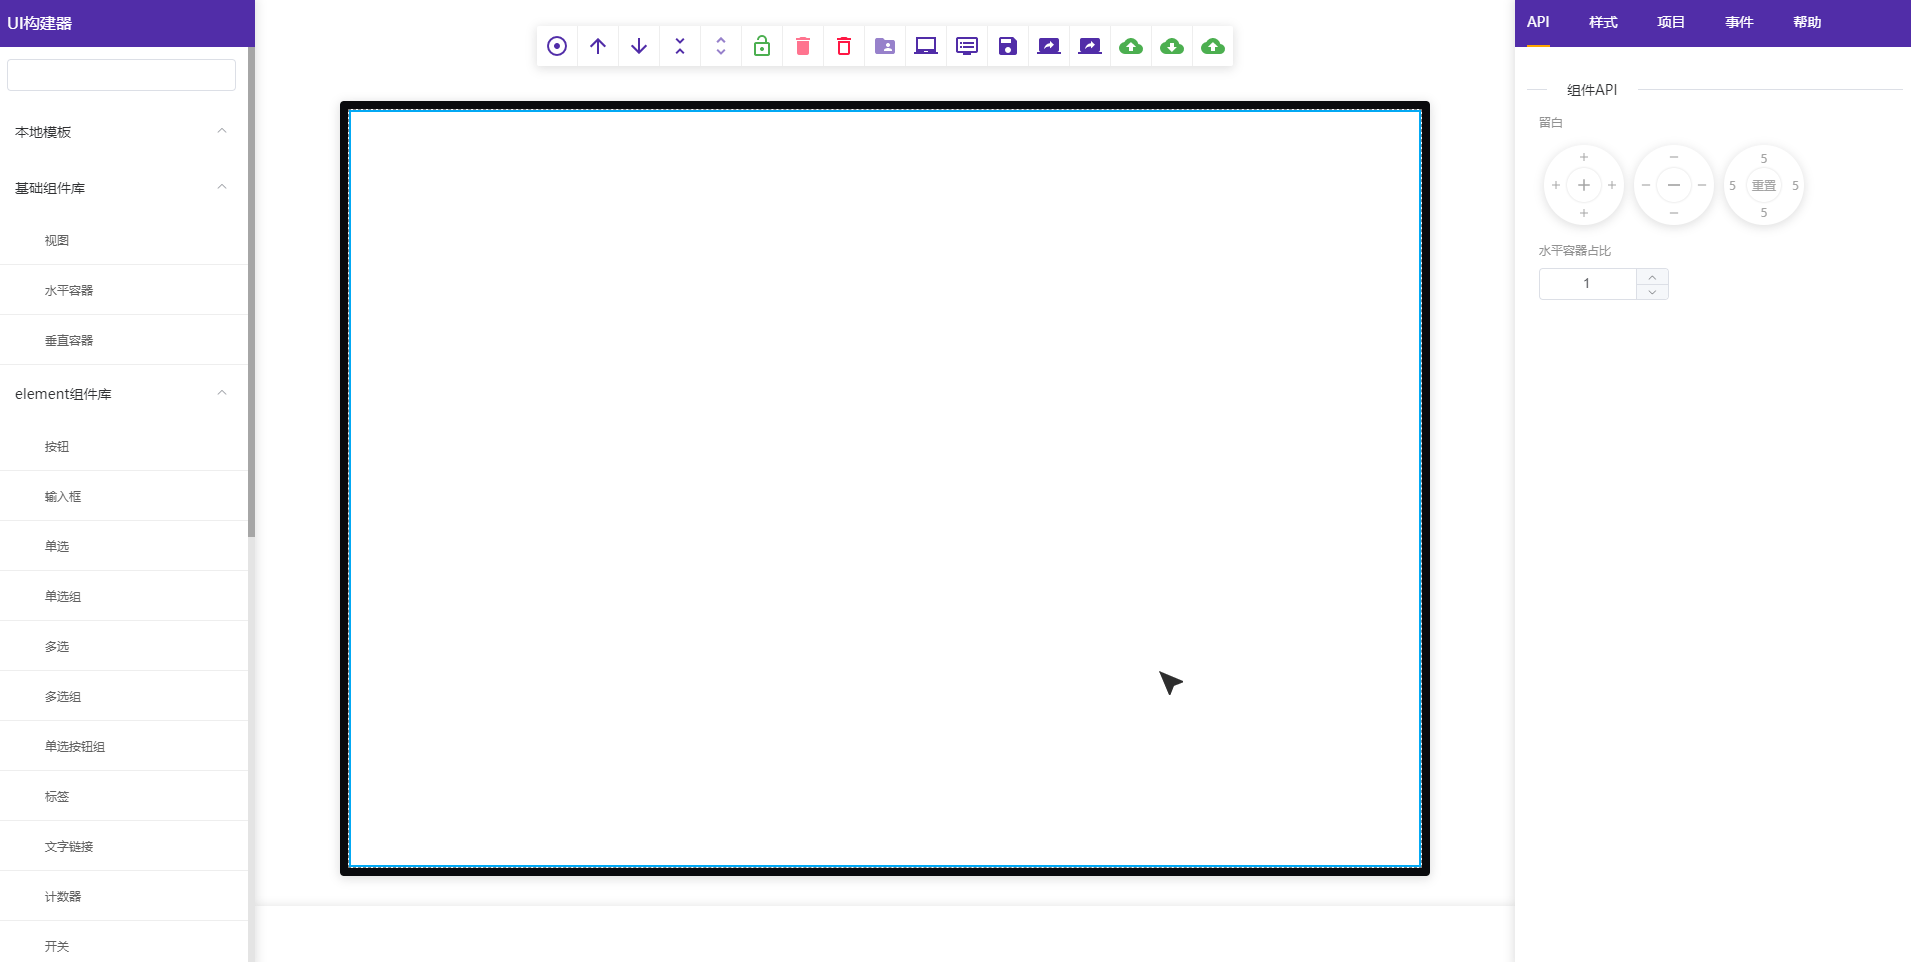 UI构建器
本地模板
基础组件库
视图
水平容器
垂直容器
element组件库
按钮
输入框
单选
单选组
多选
多选组
单选按钮组
标签
文字链接
计数器
开关
API 样式 项目 事件 帮助
组件API
留白
5
5 重置 5
5
水平容器占比
1